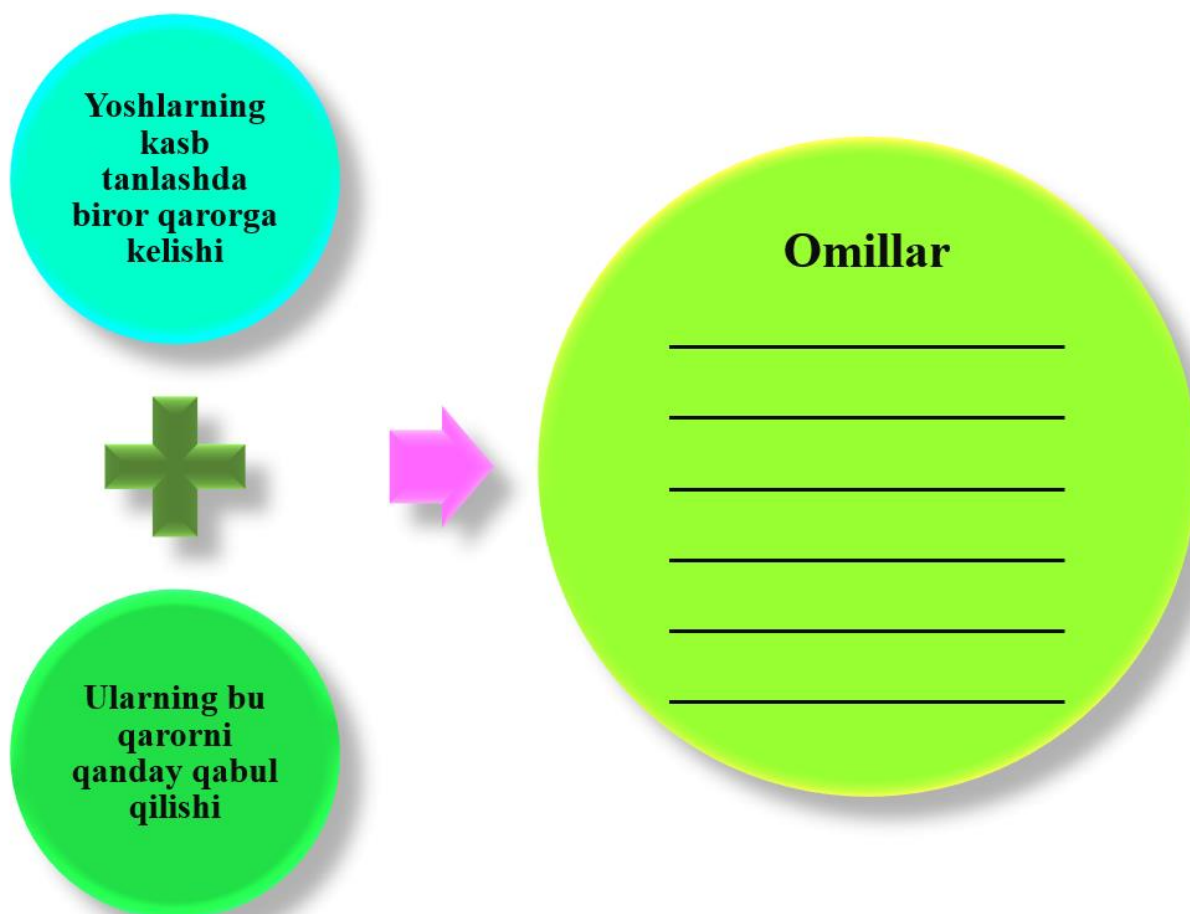 Yoshlarning
kasb
tanlashda
biror qarorga
kelishi
Ularning bu
qarorni
qanday qabul
qilishi
Omillar